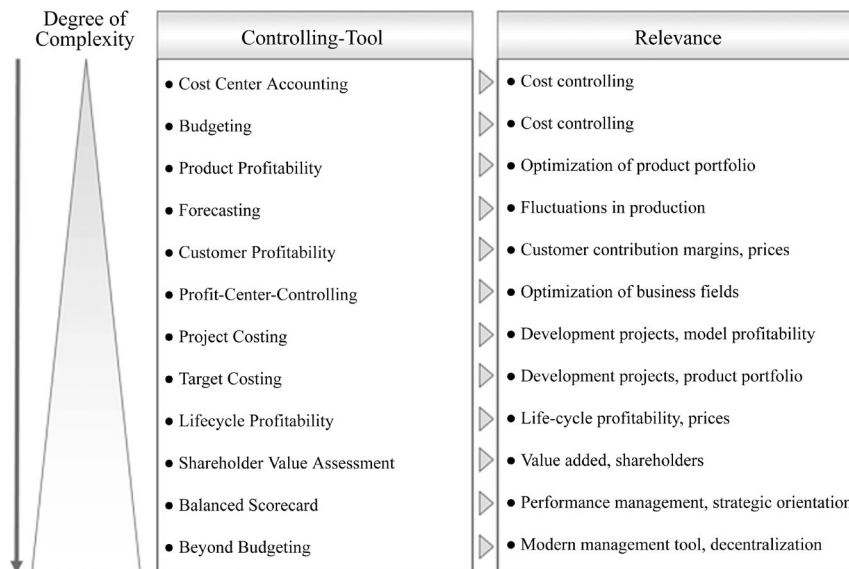 Degree of
Complexity
Controlling-Tool
Relevance
● Cost Center Accounting
● Cost controlling
● Budgeting
● Cost controlling
● Product Profitability
● Optimization of product portfolio
● Forecasting
● Fluctuations in production
● Customer Profitability
● Customer contribution margins, prices
● Profit-Center-Controlling
● Optimization of business fields
● Project Costing
● Development projects, model profitability
● Target Costing
● Development projects, product portfolio
● Lifecycle Profitability
● Life-cycle profitability, prices
● Shareholder Value Assessment
● Value added, shareholders
● Balanced Scorecard
● Performance management, strategic orientation
● Beyond Budgeting
● Modern management tool, decentralization